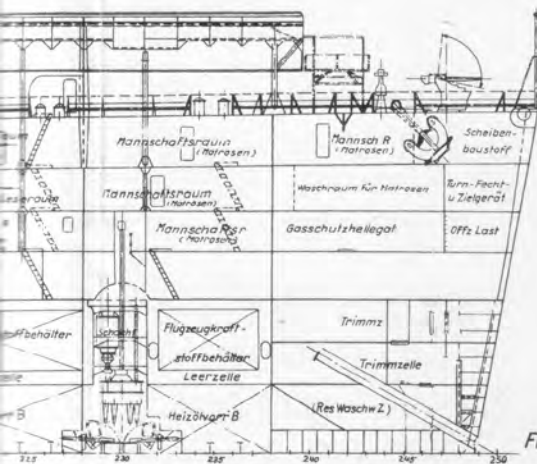 Mannschaftsraum
(Matrosen)
Mannsch R
(Matrosen)
Scheiben-
baustoff
Leseraum
Mannschaftsraum
(Matrosen)
Waschraum für Matrosen
Turn-Fecht-
u Zielgerät
Mannschaftsr
(Matrosen)
Gasschutzhellegat
Offz Last
ffbehälter
Schacht
Flugzeugkraft-
stoffbehälter
Trimmz
Leerzelle
Trimmzelle
B
Heizölvorr B
(Res Waschw Z)
225
230
235
240
245
250